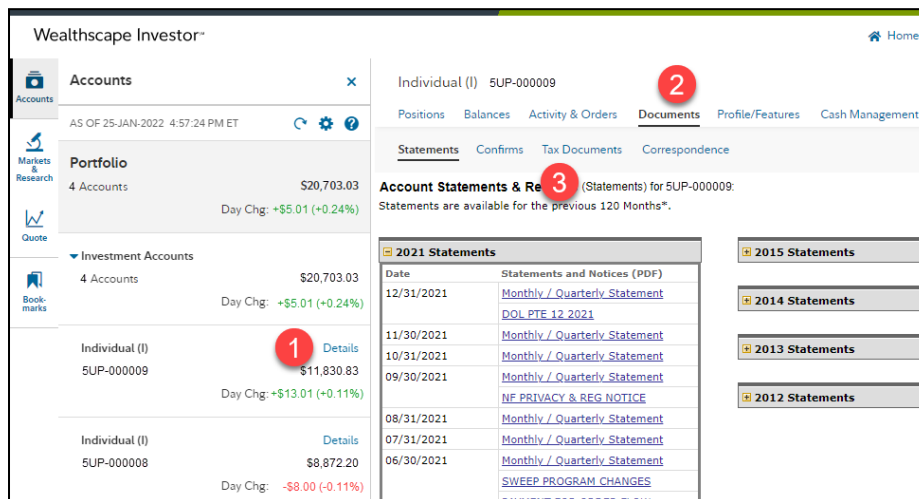 Wealthscape Investor℠
Home
Accounts
Markets
&
Research
Quote
Book-
marks
Accounts ×
AS OF 25-JAN-2022 4:57:24 PM ET
Portfolio
4 Accounts $20,703.03
Day Chg: +$5.01 (+0.24%)
Investment Accounts
4 Accounts $20,703.03
Day Chg: +$5.01 (+0.24%)
Individual (I) 1 Details
5UP-000009 $11,830.83
Day Chg: +$13.01 (+0.11%)
Individual (I) Details
5UP-000008 $8,872.20
Day Chg: -$8.00 (-0.11%)
Individual (I) 5UP-000009
2
Positions Balances Activity & Orders Documents Profile/Features Cash Management
Statements Confirms Tax Documents Correspondence
3
Account Statements & Re (Statements) for 5UP-000009:
Statements are available for the previous 120 Months*.
2021 Statements
Date Statements and Notices (PDF)
12/31/2021 Monthly / Quarterly Statement
DOL PTE 12 2021
11/30/2021 Monthly / Quarterly Statement
10/31/2021 Monthly / Quarterly Statement
09/30/2021 Monthly / Quarterly Statement
NF PRIVACY & REG NOTICE
08/31/2021 Monthly / Quarterly Statement
07/31/2021 Monthly / Quarterly Statement
06/30/2021 Monthly / Quarterly Statement
SWEEP PROGRAM CHANGES
PAYMENT FOR ORDER FLOW
2015 Statements
2014 Statements
2013 Statements
2012 Statements